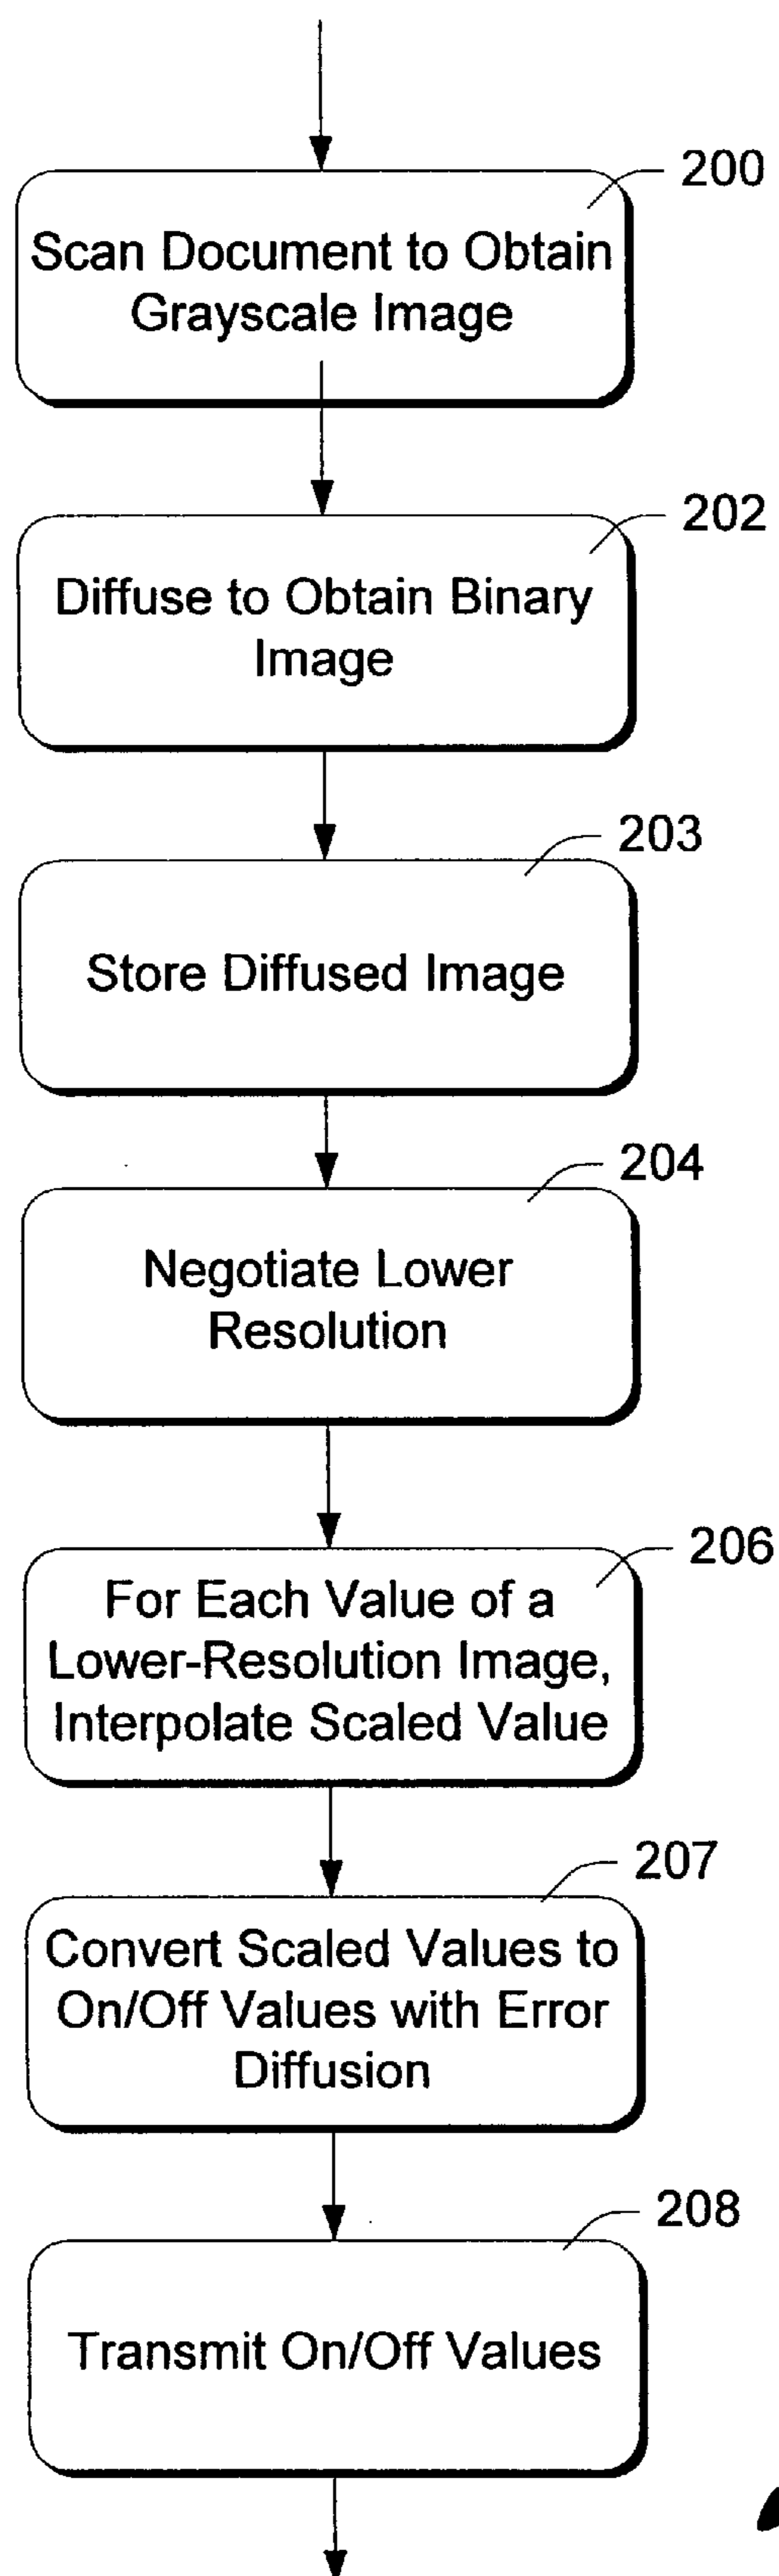 200
Scan Document to Obtain
Grayscale Image
202
Diffuse to Obtain Binary
Image
203
Store Diffused Image
204
Negotiate Lower
Resolution
206
For Each Value of a
Lower-Resolution Image,
Interpolate Scaled Value
207
Convert Scaled Values to
On/Off Values with Error
Diffusion
208
Transmit On/Off Values